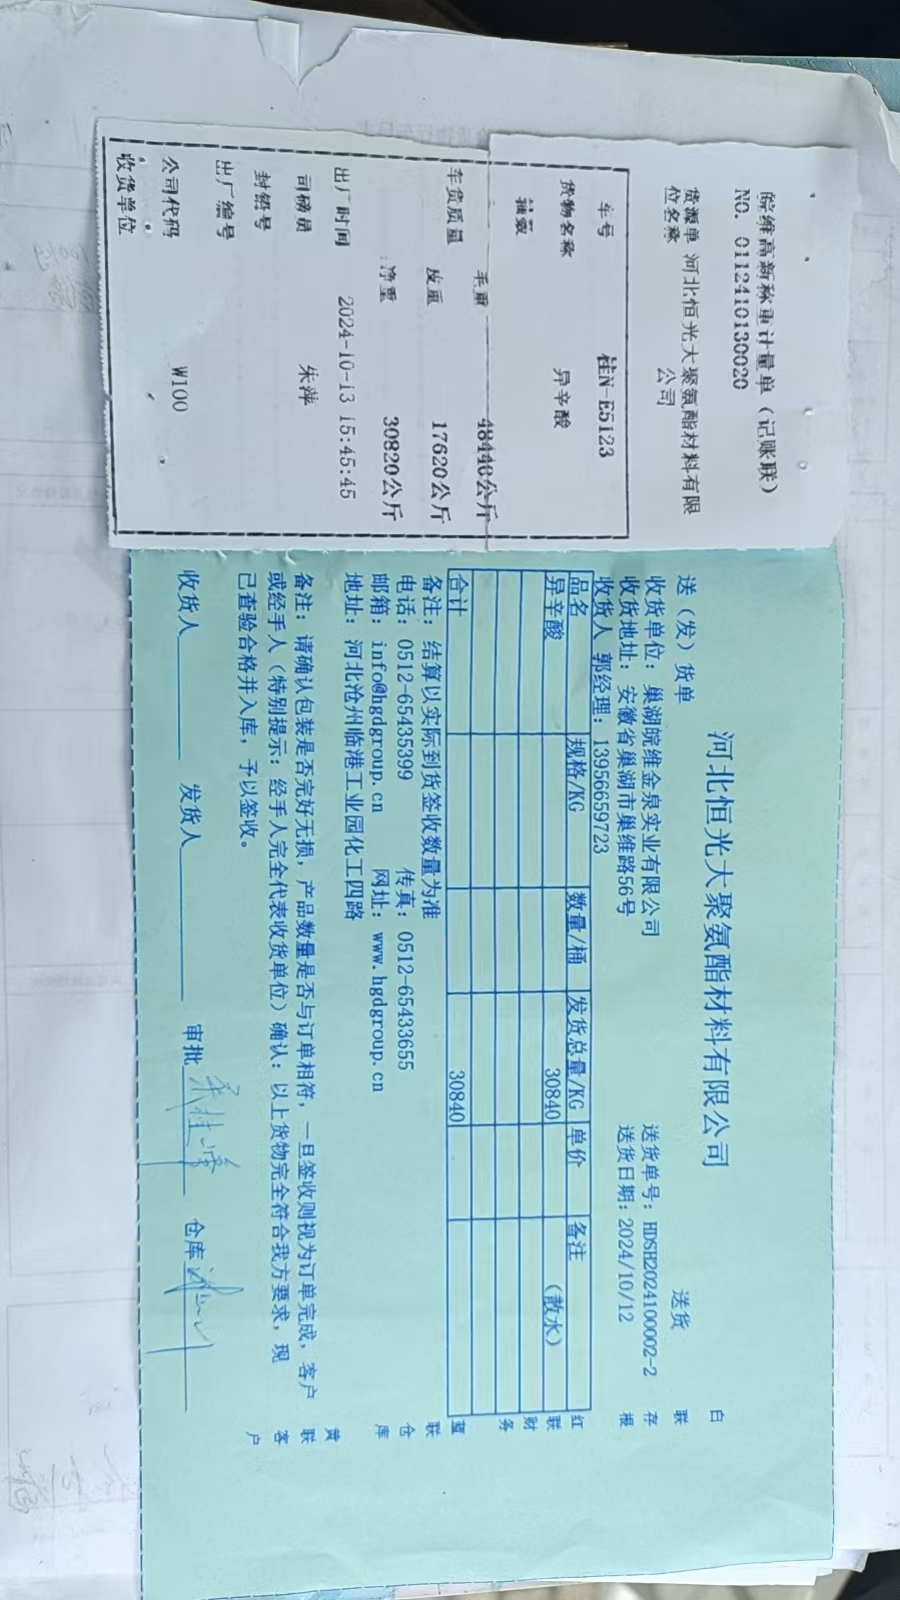 皖维高新称重计量单（记账联）
NO. 0112410130020
货源单位名称 河北恒光大聚氨酯材料有限公司
车号 桂N-E5123
货物名称 异辛酸
轴数
车货质量 毛重 48440公斤
皮重 17620公斤
净重 30820公斤
出厂时间 2024-10-13 15:45:45
司磅员 朱萍
封铅号
出厂编号
公司代码 W100
收货单位
河北恒光大聚氨酯材料有限公司
送（发）货单 送货
收货单位：巢湖皖维金泉实业有限公司 送货单号：HDSH2024100002-2
收货地址：安徽省巢湖市巢维路56号 送货日期：2024/10/12
收货人 郭经理：13956659723
品名 规格/KG 数量/桶 发货总量/KG 单价 备注
异辛酸 30840 （散水）
合计 30840
备注：结算以实际到货签收数量为准
电话：0512-65435399 传真：0512-65433655
邮箱：info@hgdgroup.cn 网址：www.hgdgroup.cn
地址：河北沧州临港工业园化工四路
备注：请确认包装是否完好无损，产品数量是否与订单相符，一旦签收则视为订单完成，客户
或经手人（特别提示：经手人完全代表收货单位）确认：以上货物完全符合我方要求，现
已查验合格并入库，予以签收。
收货人 发货人 审批 仓库
白联存根
红联财务
蓝联仓库
黄联客户